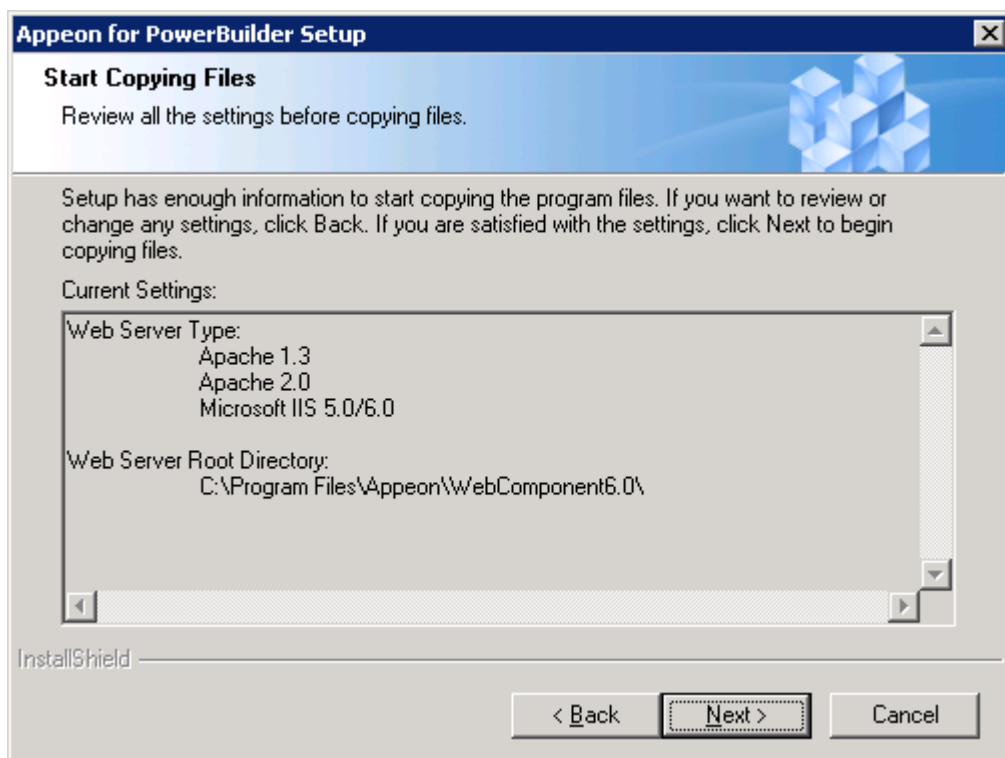 Appeon for PowerBuilder Setup
Start Copying Files
Review all the settings before copying files.
Setup has enough information to start copying the program files. If you want to review or
change any settings, click Back. If you are satisfied with the settings, click Next to begin
copying files.
Current Settings:
Web Server Type:
Apache 1.3
Apache 2.0
Microsoft IIS 5.0/6.0
Web Server Root Directory:
C:\Program Files\Appeon\WebComponent6.0\
InstallShield
< Back
Next >
Cancel